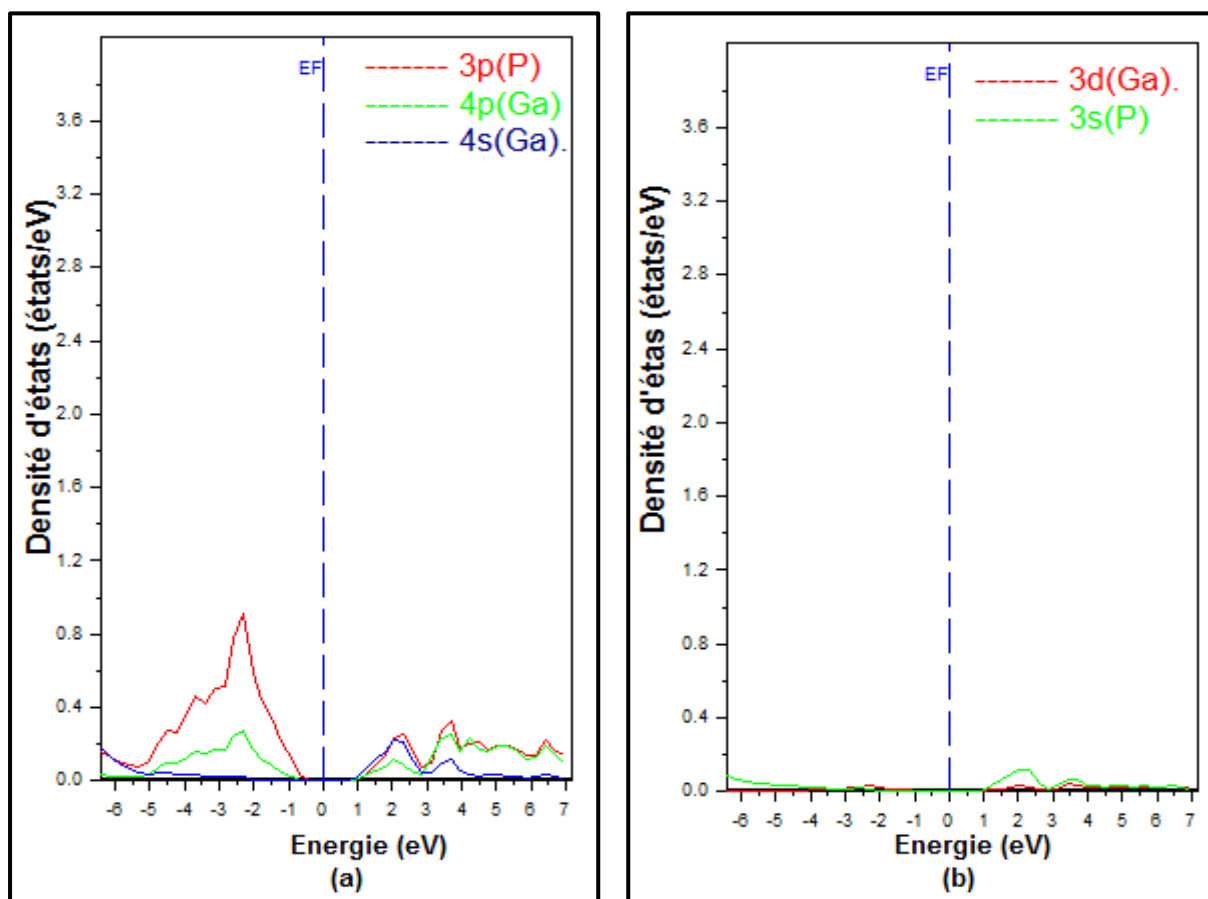 EF
3p(P)
4p(Ga)
4s(Ga).
Densité d'états (états/eV)
3.6
3.2
2.8
2.4
2.0
1.6
1.2
0.8
0.4
0.0
-6 -5 -4 -3 -2 -1 0 1 2 3 4 5 6 7
Energie (eV)
(a)
EF
3d(Ga).
3s(P)
Densité d'étas (états/eV)
3.6
3.2
2.8
2.4
2.0
1.6
1.2
0.8
0.4
0.0
-6 -5 -4 -3 -2 -1 0 1 2 3 4 5 6 7
Energie (eV)
(b)